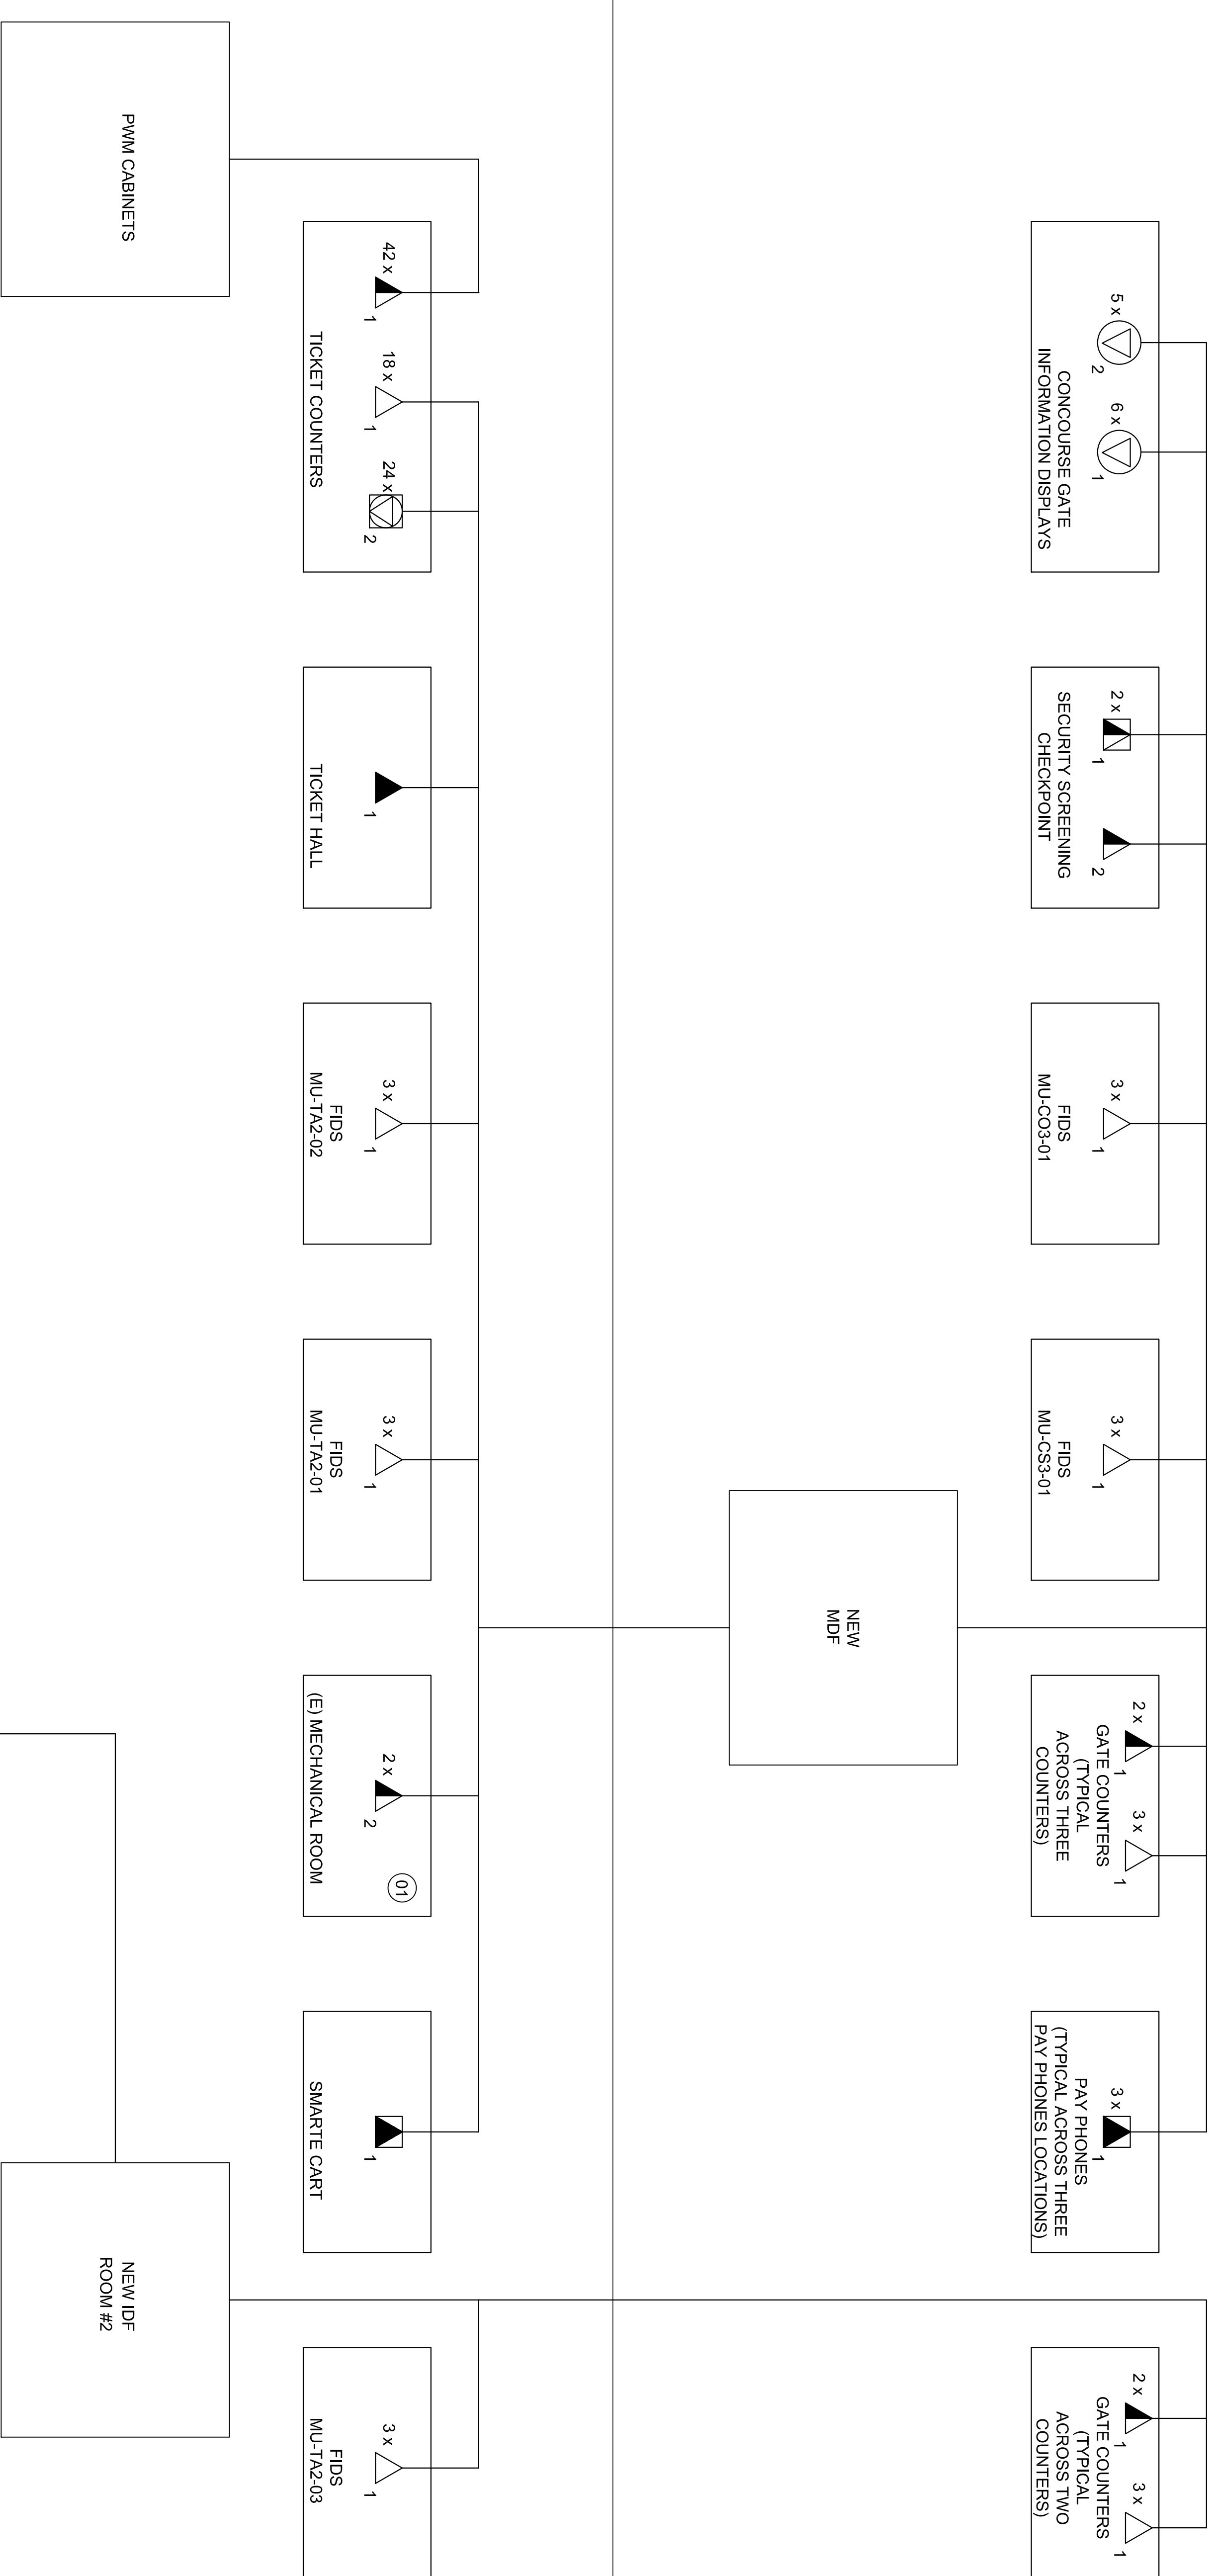 5 x
2
6 x
1
CONCOURSE GATE
INFORMATION DISPLAYS
2 x
1
2
SECURITY SCREENING
CHECKPOINT
3 x
1
FIDS
MU-CO3-01
3 x
1
FIDS
MU-CS3-01
2 x
1
3 x
1
GATE COUNTERS
(TYPICAL
ACROSS THREE
COUNTERS)
3 x
1
PAY PHONES
(TYPICAL ACROSS THREE
PAY PHONES LOCATIONS)
2 x
1
3 x
1
GATE COUNTERS
(TYPICAL
ACROSS TWO
COUNTERS)
NEW
MDF
42 x
1
18 x
1
24 x
2
TICKET COUNTERS
1
TICKET HALL
3 x
1
FIDS
MU-TA2-02
3 x
1
FIDS
MU-TA2-01
2 x
2
01
(E) MECHANICAL ROOM
1
SMARTE CART
3 x
1
FIDS
MU-TA2-03
PWM CABINETS
NEW IDF
ROOM #2